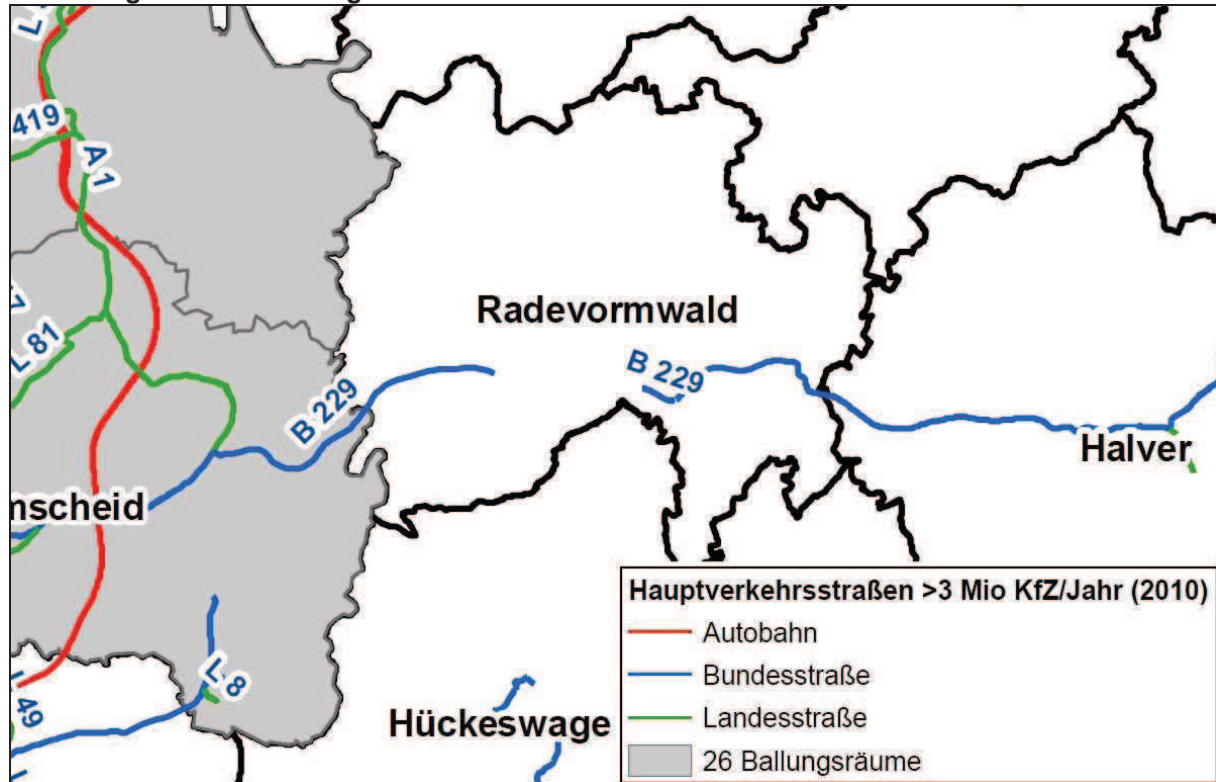 419
A 1
L 81
Radevormwald
B 229
B 229
Halver
mscheid
L 8
49
Hückeswage
Hauptverkehrsstraßen >3 Mio KfZ/Jahr (2010)
Autobahn
Bundesstraße
Landesstraße
26 Ballungsräume